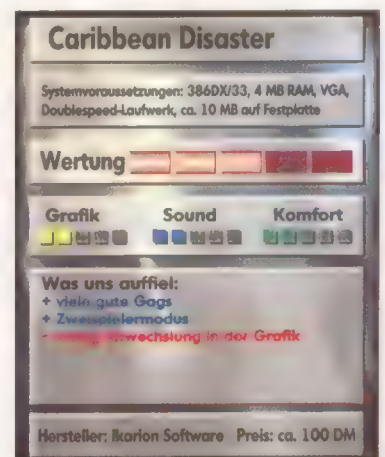 Caribbean Disaster
Systemvoraussetzungen: 386DX/33, 4 MB RAM, VGA,
Doublespeed-Laufwerk, ca. 10 MB auf Festplatte
Wertung
Grafik Sound Komfort
Was uns auffiel:
+ viele gute Gags
+ Zweispielermodus
- Abwechslung in der Grafik
Hersteller: Ikarion Software Preis: ca. 100 DM